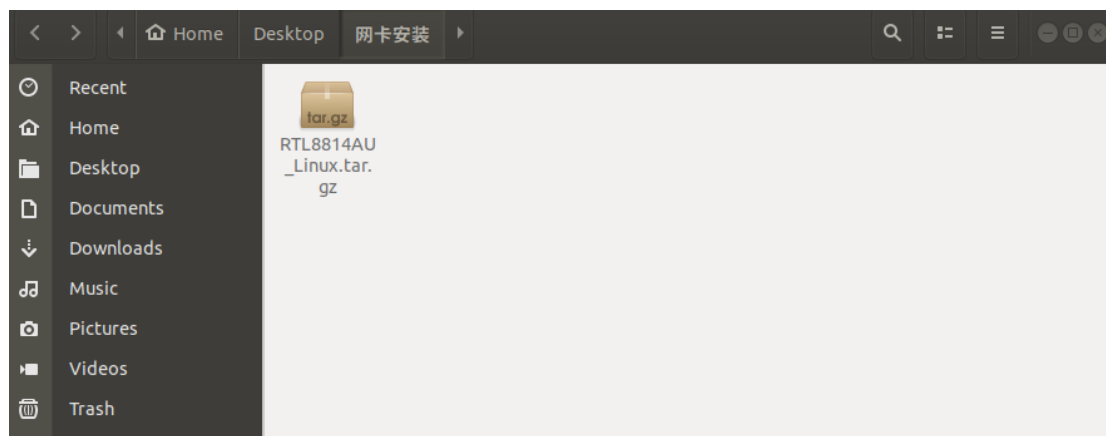 Home Desktop 网卡安装
Recent
Home
Desktop
Documents
Downloads
Music
Pictures
Videos
Trash
tar.gz
RTL8814AU
_Linux.tar.
gz